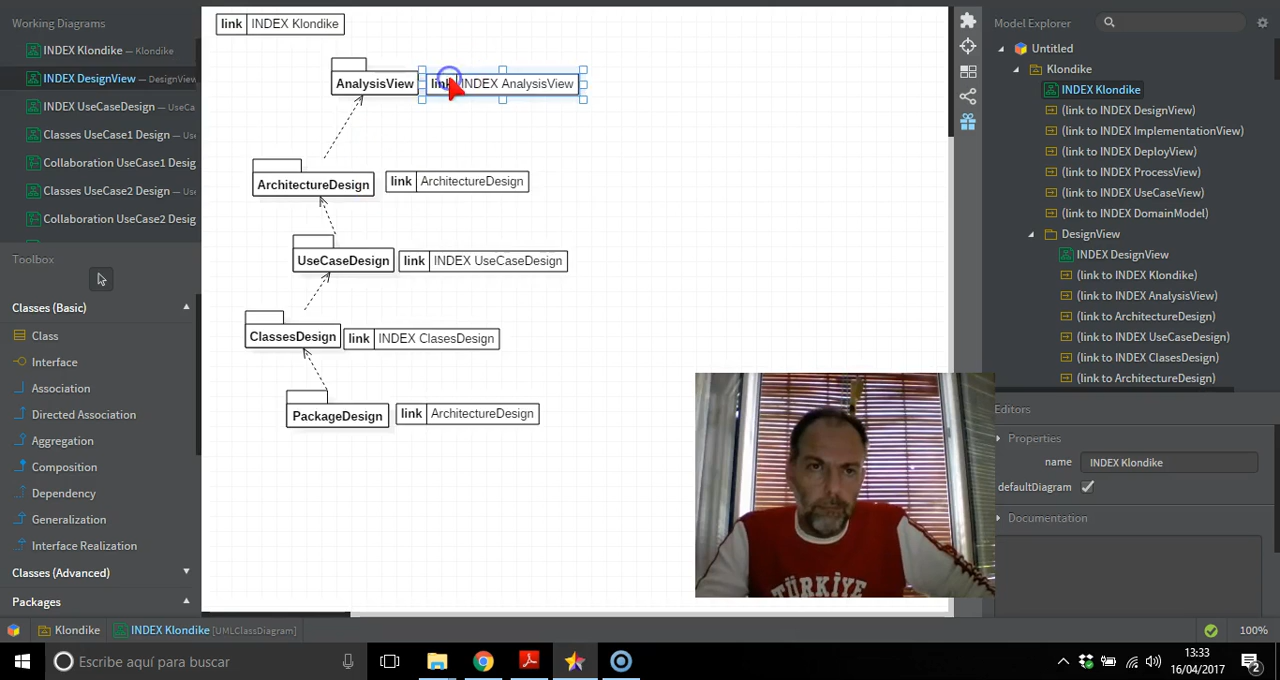 Working Diagrams
INDEX Klondike — Klondike
INDEX DesignView — DesignView
INDEX UseCaseDesign — UseCa
Classes UseCase1 Design — Us
Collaboration UseCase1 Desig
Classes UseCase2 Design — Us
Collaboration UseCase2 Desig
Toolbox
Classes (Basic)
Class
Interface
Association
Directed Association
Aggregation
Composition
Dependency
Generalization
Interface Realization
Classes (Advanced)
Packages
link INDEX Klondike
AnalysisView link INDEX AnalysisView
ArchitectureDesign link ArchitectureDesign
UseCaseDesign link INDEX UseCaseDesign
ClassesDesign link INDEX ClasesDesign
PackageDesign link ArchitectureDesign
TÜRKİYE
Model Explorer
Untitled
Klondike
INDEX Klondike
(link to INDEX DesignView)
(link to INDEX ImplementationView)
(link to INDEX DeployView)
(link to INDEX ProcessView)
(link to INDEX UseCaseView)
(link to INDEX DomainModel)
DesignView
INDEX DesignView
(link to INDEX Klondike)
(link to INDEX AnalysisView)
(link to ArchitectureDesign)
(link to INDEX UseCaseDesign)
(link to INDEX ClasesDesign)
(link to ArchitectureDesign)
Editors
Properties
name INDEX Klondike
defaultDiagram
Documentation
Klondike INDEX Klondike [UMLClassDiagram] 100%
Escribe aquí para buscar
13:33
16/04/2017
2